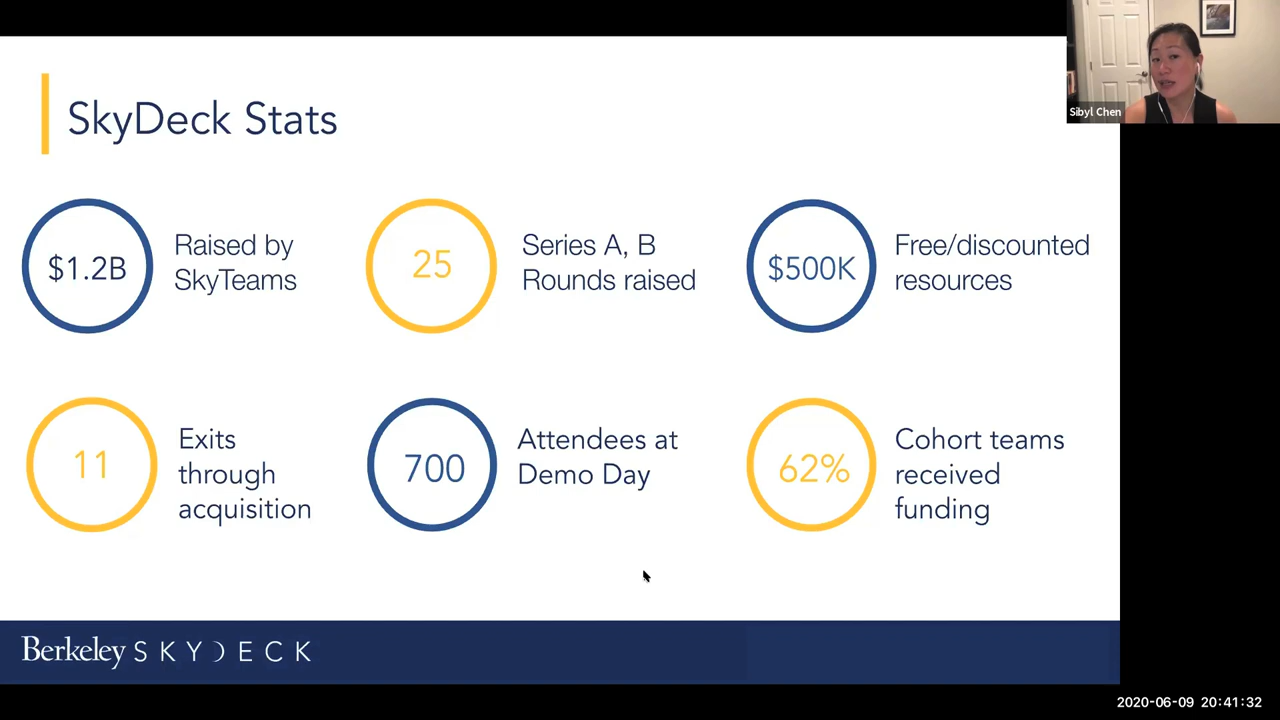 Sibyl Chen
SkyDeck Stats
$1.2B
Raised by
SkyTeams
25
Series A, B
Rounds raised
$500K
Free/discounted
resources
11
Exits
through
acquisition
700
Attendees at
Demo Day
62%
Cohort teams
received
funding
Berkeley SKYDECK
2020-06-09 20:41:32